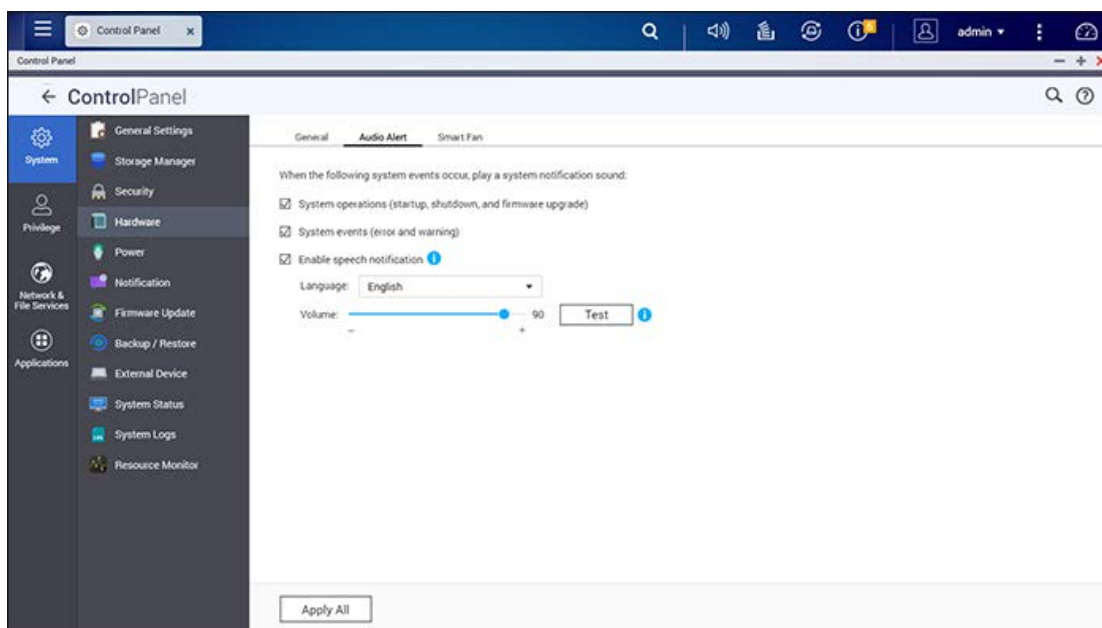 Control Panel x
6
admin
Control Panel
ControlPanel
System
Privilege
Network &
File Services
Applications
General Settings
Storage Manager
Security
Hardware
Power
Notification
Firmware Update
Backup / Restore
External Device
System Status
System Logs
Resource Monitor
General Audio Alert Smart Fan
When the following system events occur, play a system notification sound:
System operations (startup, shutdown, and firmware upgrade)
System events (error and warning)
Enable speech notification
Language: English
Volume: 90 Test
- +
Apply All